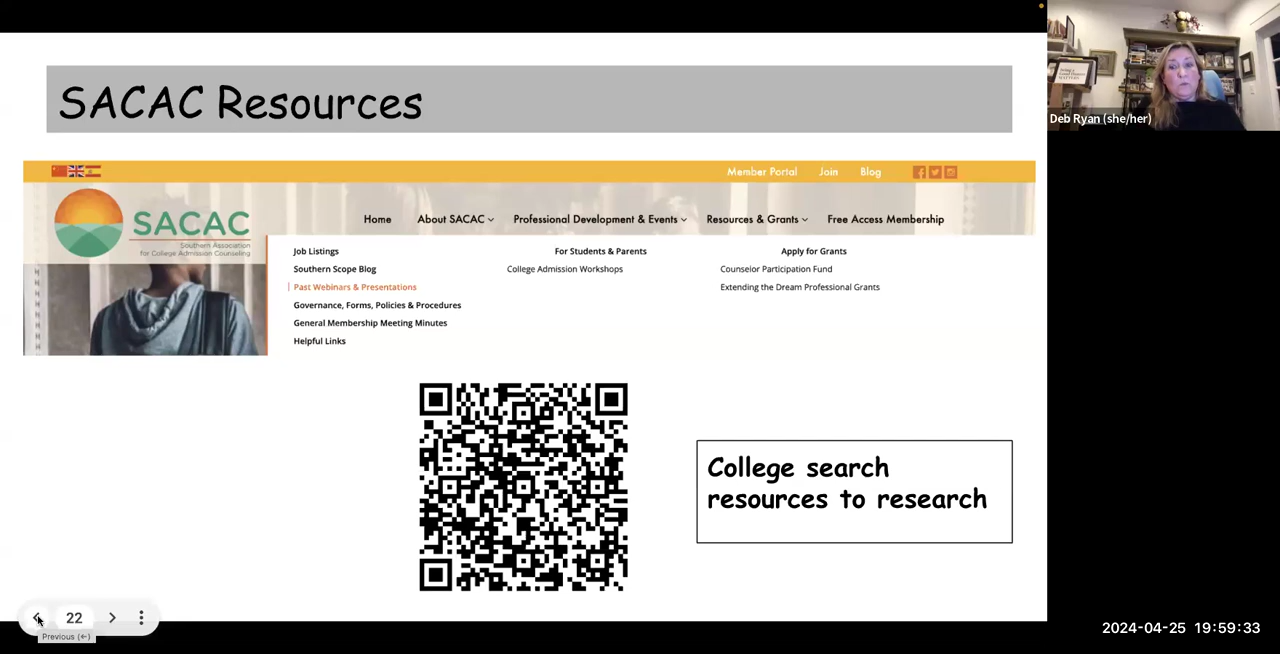 SACAC Resources
Member Portal Join Blog
SACAC
Southern Association
for College Admission Counseling
Home About SACAC Professional Development & Events Resources & Grants Free Access Membership
Job Listings
Southern Scope Blog
Past Webinars & Presentations
Governance, Forms, Policies & Procedures
General Membership Meeting Minutes
Helpful Links
For Students & Parents
College Admission Workshops
Apply for Grants
Counselor Participation Fund
Extending the Dream Professional Grants
College search
resources to research
22
Previous (←)
Deb Ryan (she/her)
2024-04-25 19:59:33